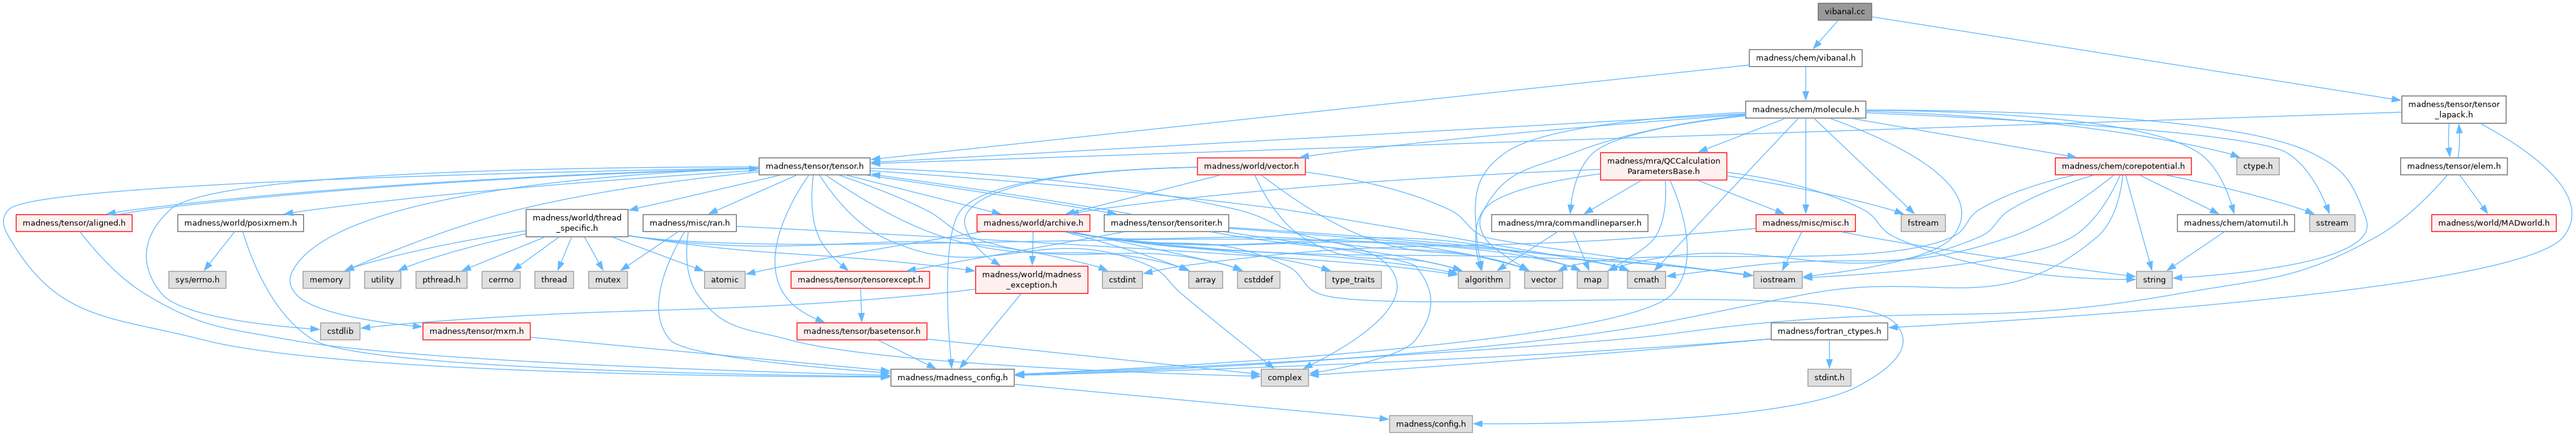 vibanal.cc
madness/chem/vibanal.h
madness/chem/molecule.h
madness/tensor/tensor
_lapack.h
madness/tensor/tensor.h
madness/world/vector.h
madness/mra/QCCalculation
ParametersBase.h
madness/chem/corepotential.h
ctype.h
madness/tensor/elem.h
madness/tensor/aligned.h
madness/world/posixmem.h
madness/world/thread
_specific.h
madness/misc/ran.h
madness/world/archive.h
madness/tensor/tensoriter.h
madness/mra/commandlineparser.h
madness/misc/misc.h
fstream
madness/chem/atomutil.h
sstream
madness/world/MADworld.h
sys/errno.h
memory
utility
pthread.h
cerrno
thread
mutex
atomic
madness/tensor/tensorexcept.h
madness/world/madness
_exception.h
cstdint
array
cstddef
type_traits
algorithm
vector
map
cmath
iostream
string
cstdlib
madness/tensor/mxm.h
madness/tensor/basetensor.h
madness/fortran_ctypes.h
madness/madness_config.h
complex
stdint.h
madness/config.h